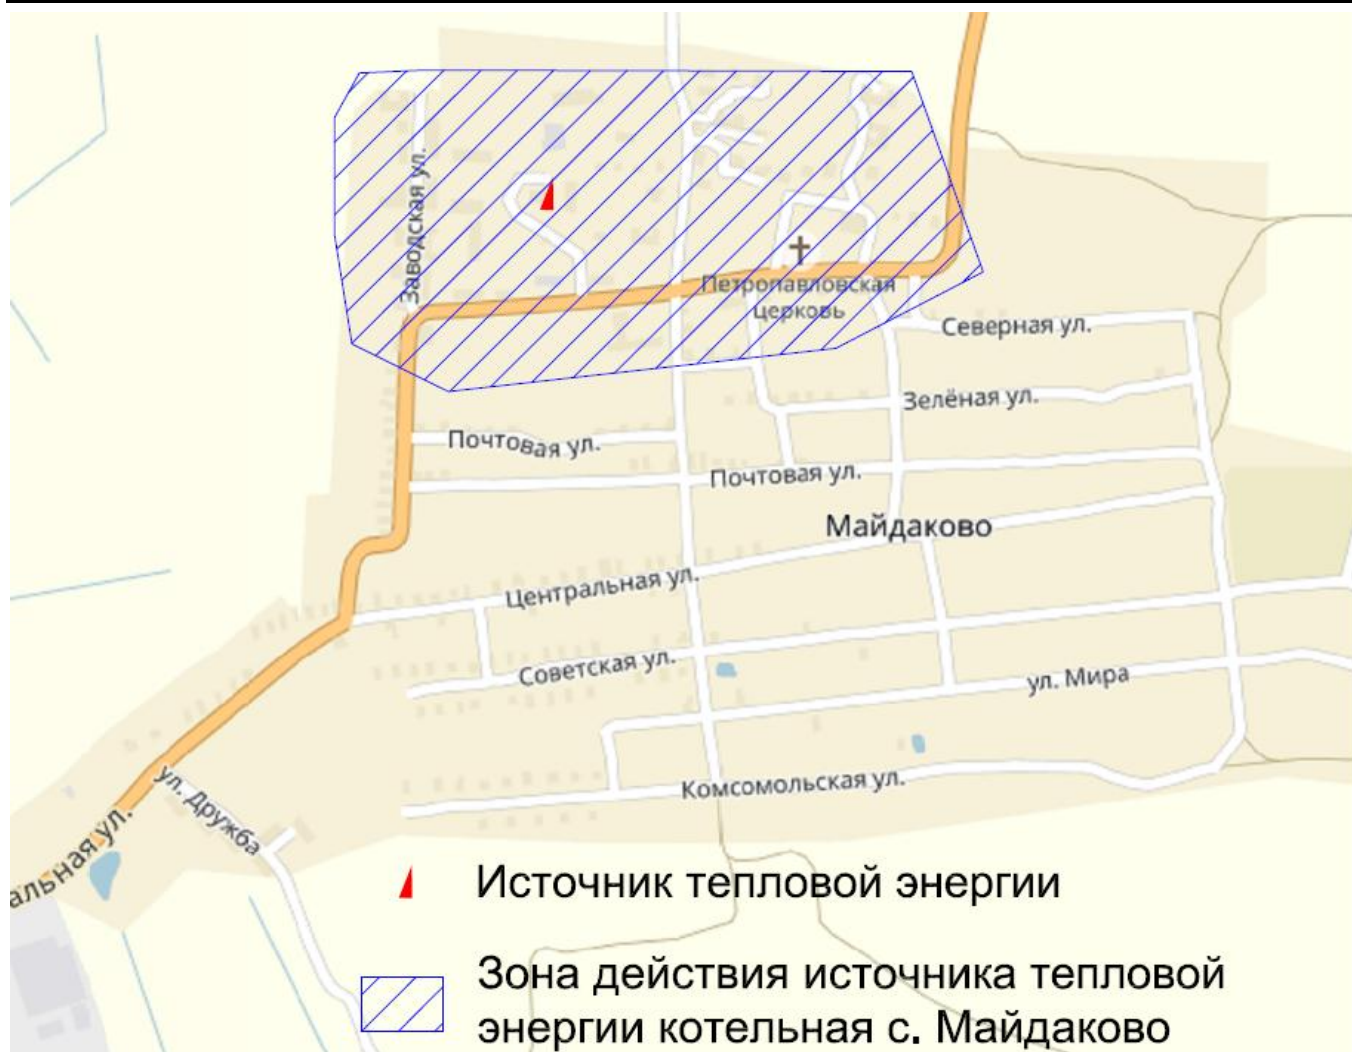 Заводская ул.
Петропавловская
церковь
Северная ул.
Зелёная ул.
Почтовая ул.
Почтовая ул.
Майдаково
Центральная ул.
Советская ул.
ул. Мира
Комсомольская ул.
ул. Дружба
альная ул.
Источник тепловой энергии
Зона действия источника тепловой
энергии котельная с. Майдаково